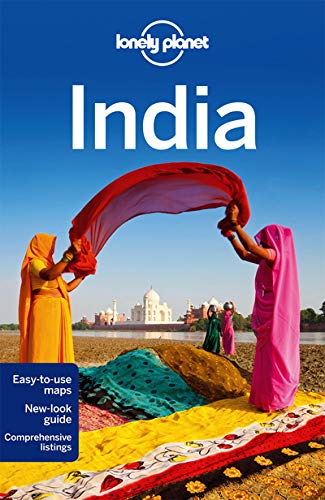 lonely planet
India
Easy-to-use
maps
New-look
guide
Comprehensive
listings